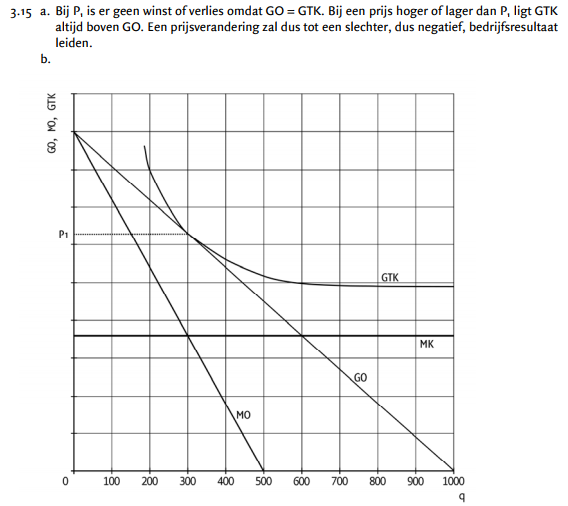 3.15 a. Bij P, is er geen winst of verlies omdat GO = GTK. Bij een prijs hoger of lager dan P, ligt GTK
altijd boven GO. Een prijsverandering zal dus tot een slechter, dus negatief, bedrijfsresultaat
leiden.
b.
GO, MO, GTK
P1
GTK
MK
GO
MO
0 100 200 300 400 500 600 700 800 900 1000
q